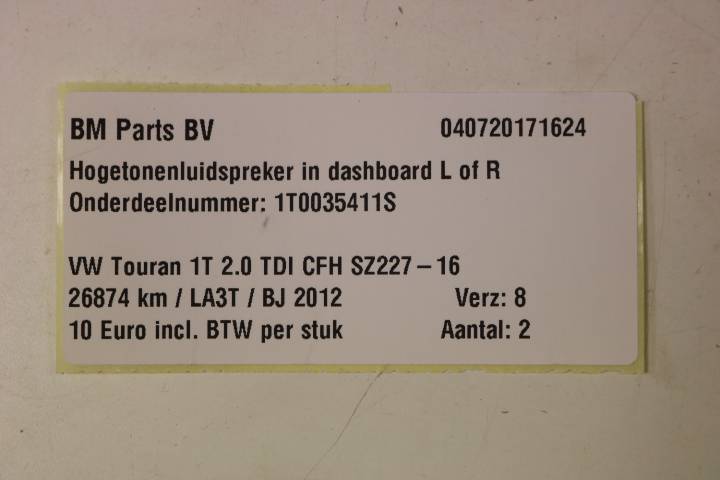 BM Parts BV 040720171624
Hogetonenluidspreker in dashboard L of R
Onderdeelnummer: 1T0035411S
VW Touran 1T 2.0 TDI CFH SZ227-16
26874 km / LA3T / BJ 2012 Verz: 8
10 Euro incl. BTW per stuk Aantal: 2